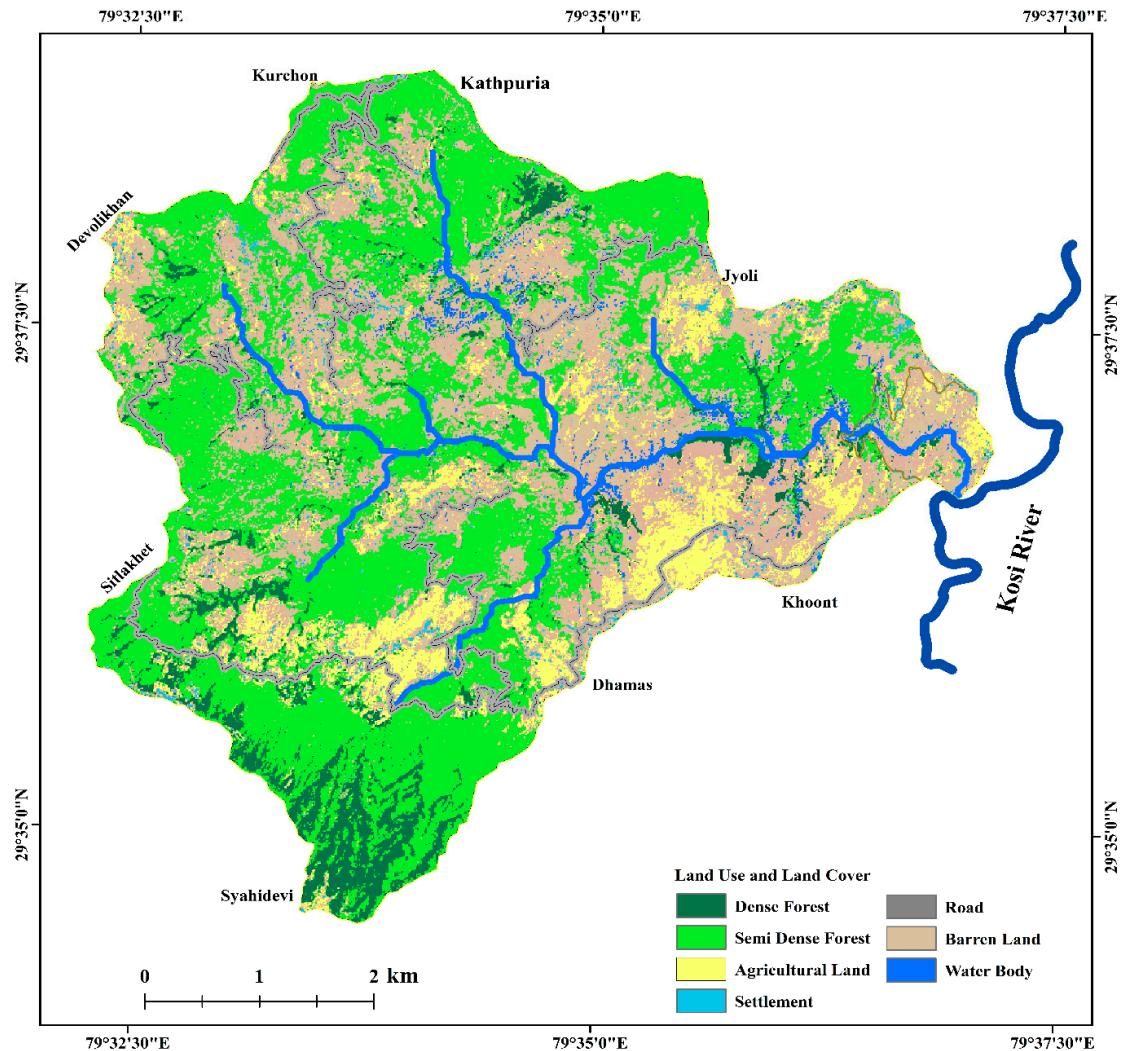 79°32'30"E 79°35'0"E 79°37'30"E
Kurchon
Kathpuria
Devolikhan
Jyoli
29°37'30"N 29°37'30"N
Sitlakhet
Khoont
Kosi River
Dhamas
29°35'0"N 29°35'0"N
Syahidevi
Land Use and Land Cover
Dense Forest Road
Semi Dense Forest Barren Land
Agricultural Land Water Body
Settlement
0 1 2 km
79°32'30"E 79°35'0"E 79°37'30"E